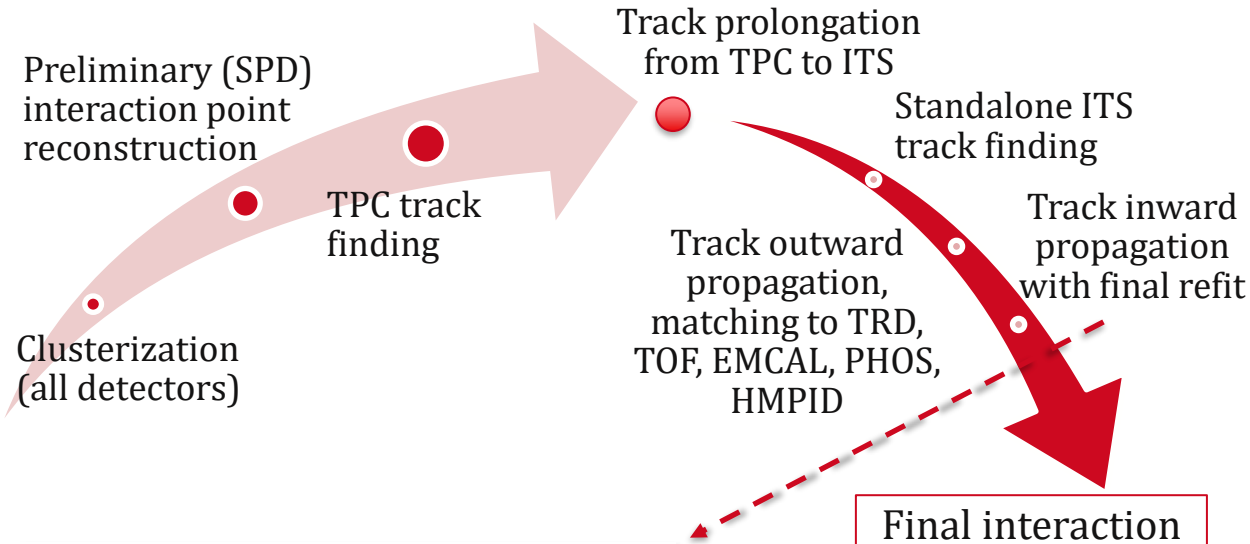 Preliminary (SPD)
interaction point
reconstruction
Clusterization
(all detectors)
TPC track
finding
Track prolongation
from TPC to ITS
Standalone ITS
track finding
Track outward
propagation,
matching to TRD,
TOF, EMCAL, PHOS,
HMPID
Track inward
propagation
with final refit
Final interaction